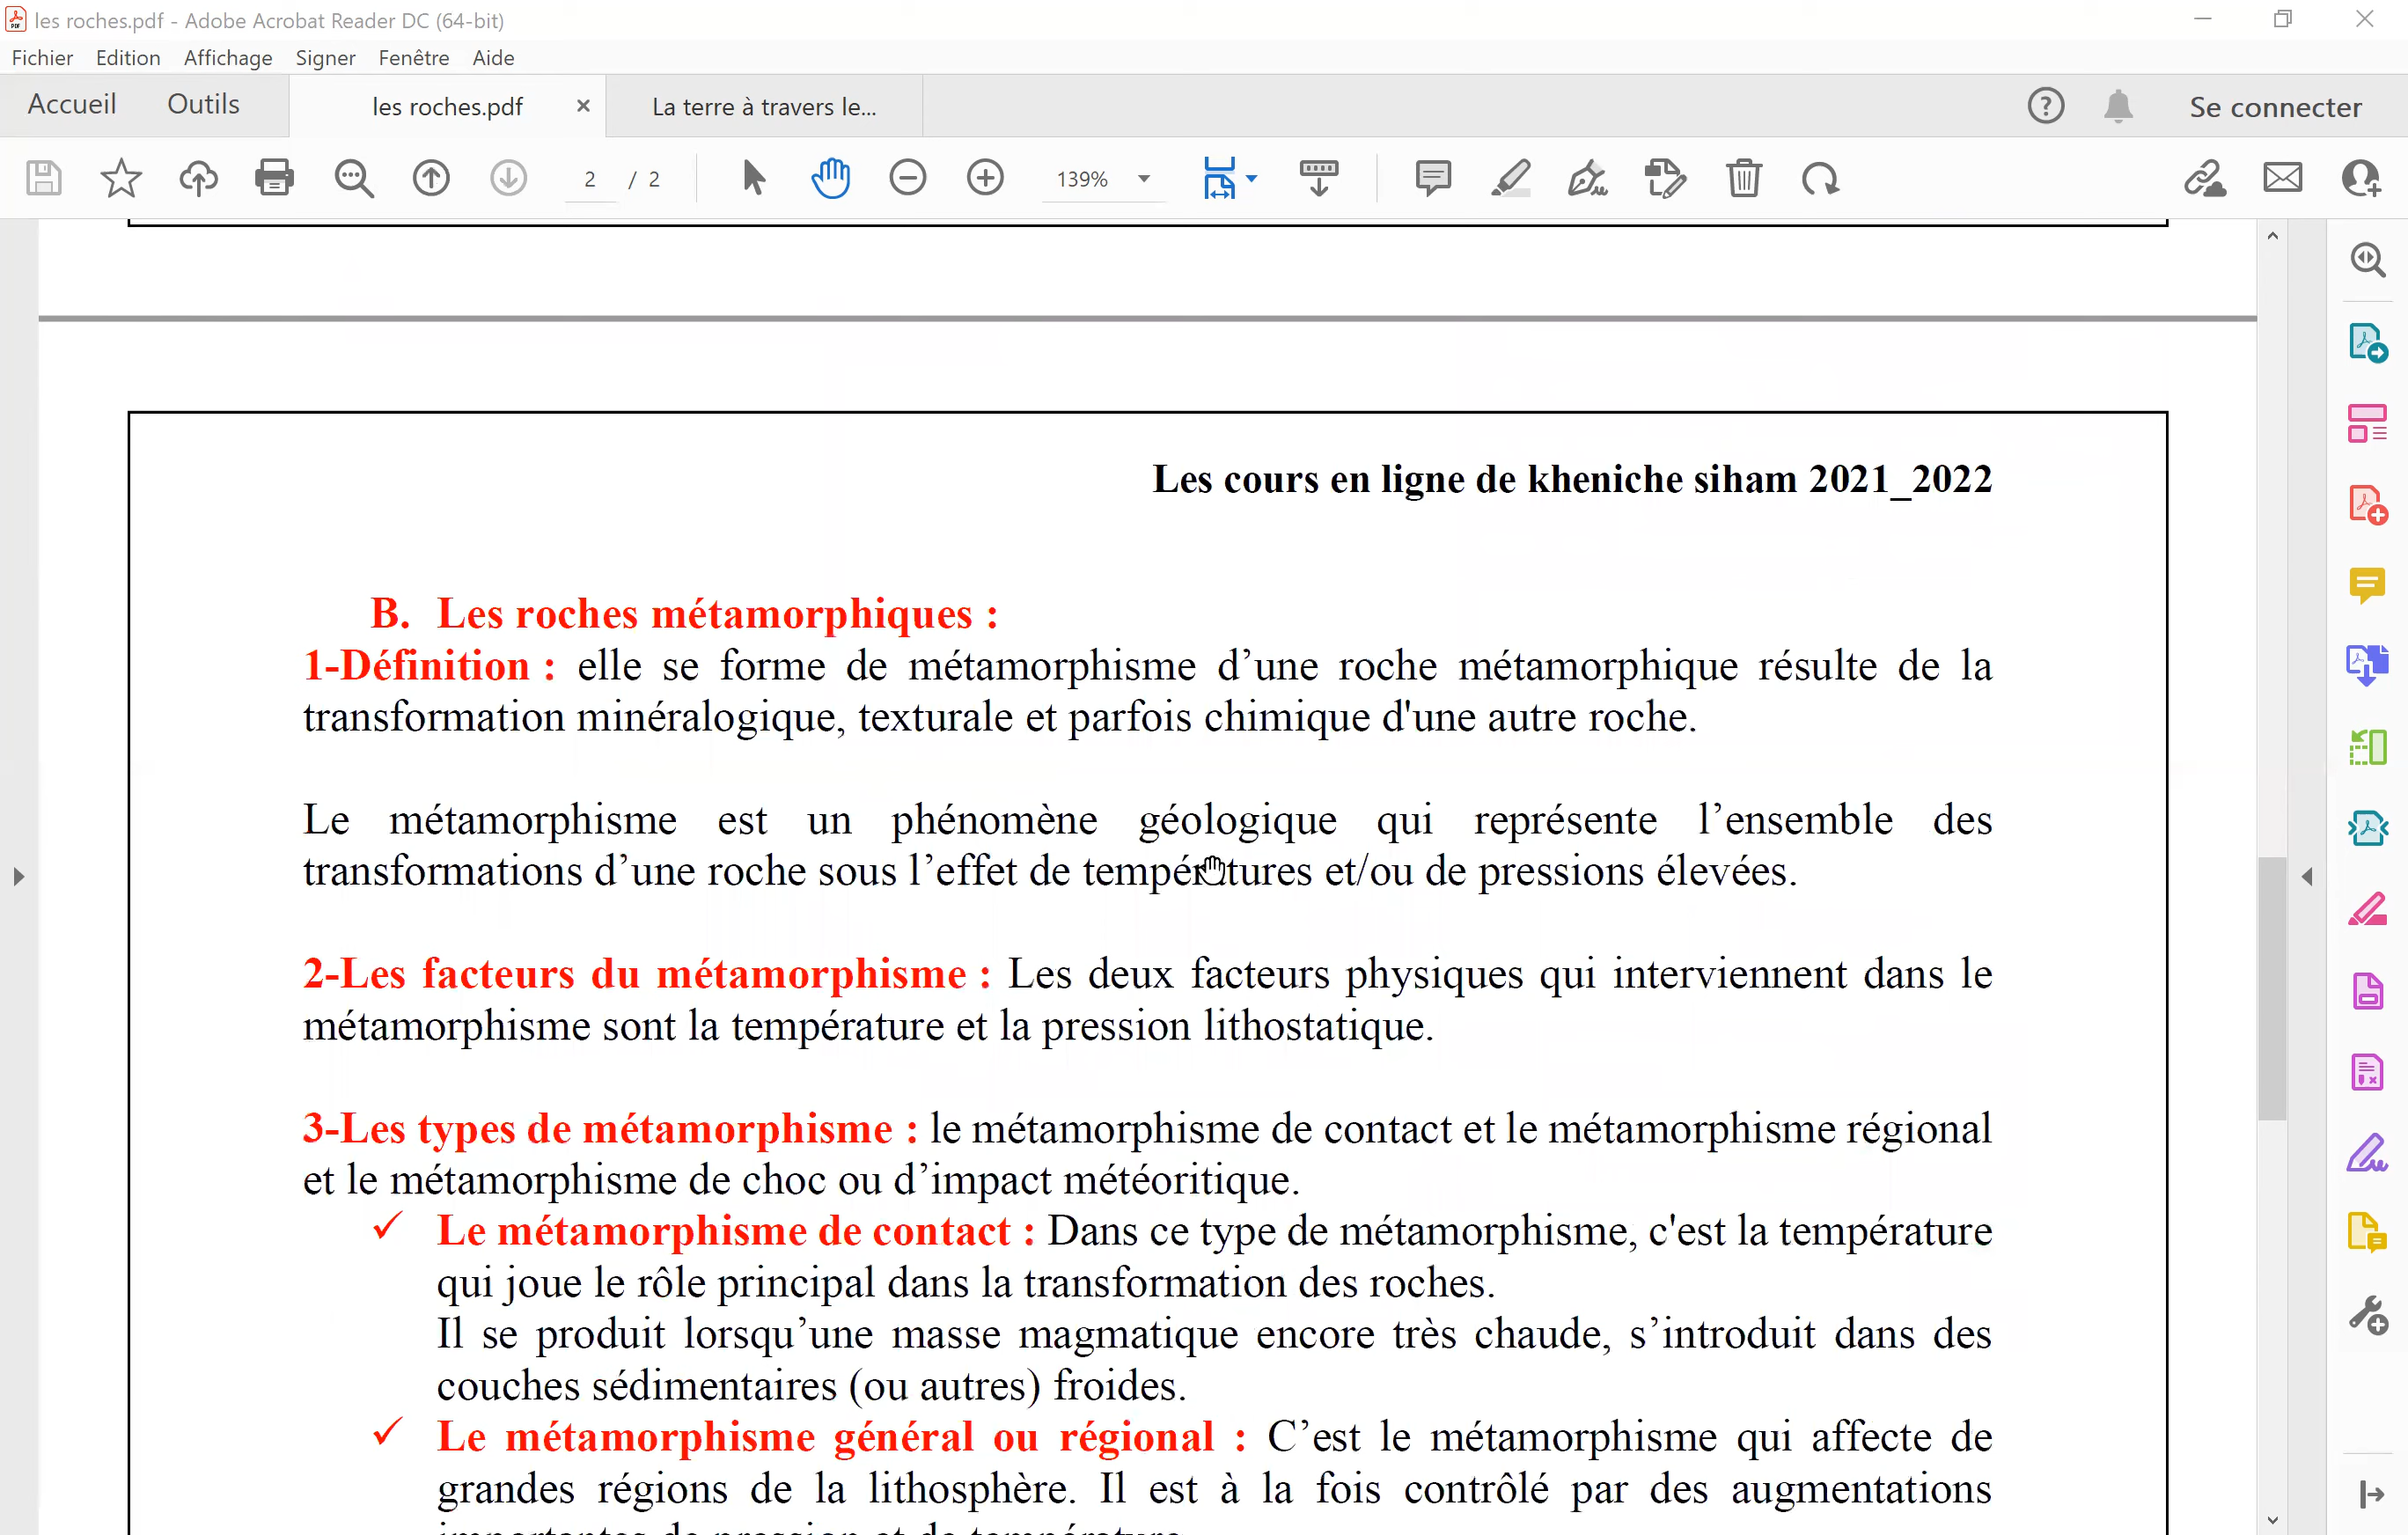 les roches.pdf - Adobe Acrobat Reader DC (64-bit)
Fichier Edition Affichage Signer Fenêtre Aide
Accueil Outils les roches.pdf La terre à travers le... Se connecter
2 / 2 139%
Les cours en ligne de kheniche siham 2021_2022
B. Les roches métamorphiques :
1-Définition : elle se forme de métamorphisme d’une roche métamorphique résulte de la
transformation minéralogique, texturale et parfois chimique d'une autre roche.
Le métamorphisme est un phénomène géologique qui représente l’ensemble des
transformations d’une roche sous l’effet de températures et/ou de pressions élevées.
2-Les facteurs du métamorphisme : Les deux facteurs physiques qui interviennent dans le
métamorphisme sont la température et la pression lithostatique.
3-Les types de métamorphisme : le métamorphisme de contact et le métamorphisme régional
et le métamorphisme de choc ou d’impact météoritique.
✓ Le métamorphisme de contact : Dans ce type de métamorphisme, c'est la température
qui joue le rôle principal dans la transformation des roches.
Il se produit lorsqu’une masse magmatique encore très chaude, s’introduit dans des
couches sédimentaires (ou autres) froides.
✓ Le métamorphisme général ou régional : C’est le métamorphisme qui affecte de
grandes régions de la lithosphère. Il est à la fois contrôlé par des augmentations
importantes de pression et de température